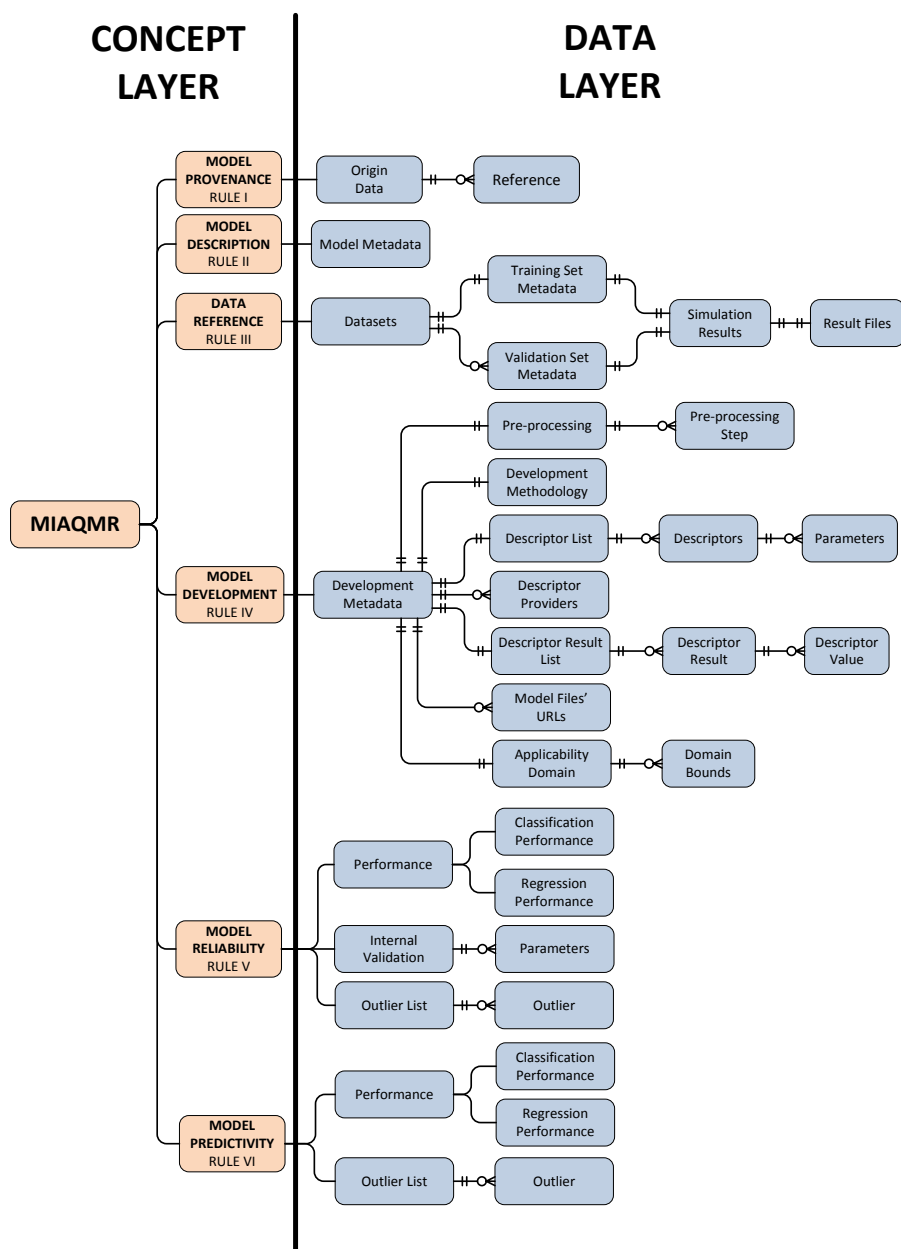 CONCEPT
LAYER
DATA
LAYER
MODEL
PROVENANCE
RULE I
Origin
Data
Reference
MODEL
DESCRIPTION
RULE II
Model Metadata
DATA
REFERENCE
RULE III
Datasets
Training Set
Metadata
Validation Set
Metadata
Simulation
Results
Result Files
MIAQMR
MODEL
DEVELOPMENT
RULE IV
Development
Metadata
Pre-processing
Pre-processing
Step
Development
Methodology
Descriptor List
Descriptors
Parameters
Descriptor
Providers
Descriptor Result
List
Descriptor
Result
Descriptor
Value
Model Files'
URLs
Applicability
Domain
Domain
Bounds
MODEL
RELIABILITY
RULE V
Performance
Classification
Performance
Regression
Performance
Internal
Validation
Parameters
Outlier List
Outlier
MODEL
PREDICTIVITY
RULE VI
Performance
Classification
Performance
Regression
Performance
Outlier List
Outlier